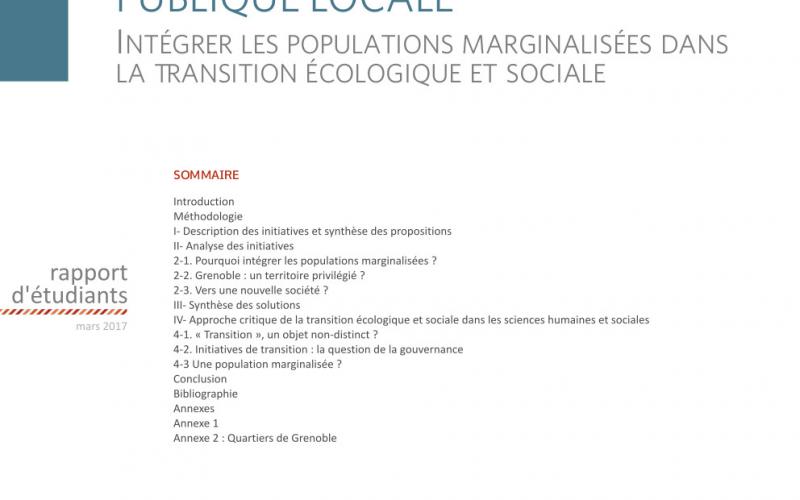 PUBLIQUE LOCALE
INTÉGRER LES POPULATIONS MARGINALISÉES DANS
LA TRANSITION ÉCOLOGIQUE ET SOCIALE
SOMMAIRE
Introduction
Méthodologie
I- Description des initiatives et synthèse des propositions
II- Analyse des initiatives
2-1. Pourquoi intégrer les populations marginalisées ?
2-2. Grenoble : un territoire privilégié ?
2-3. Vers une nouvelle société ?
III- Synthèse des solutions
IV- Approche critique de la transition écologique et sociale dans les sciences humaines et sociales
4-1. « Transition », un objet non-distinct ?
4-2. Initiatives de transition : la question de la gouvernance
4-3 Une population marginalisée ?
Conclusion
Bibliographie
Annexes
Annexe 1
Annexe 2 : Quartiers de Grenoble
rapport
d'étudiants
mars 2017